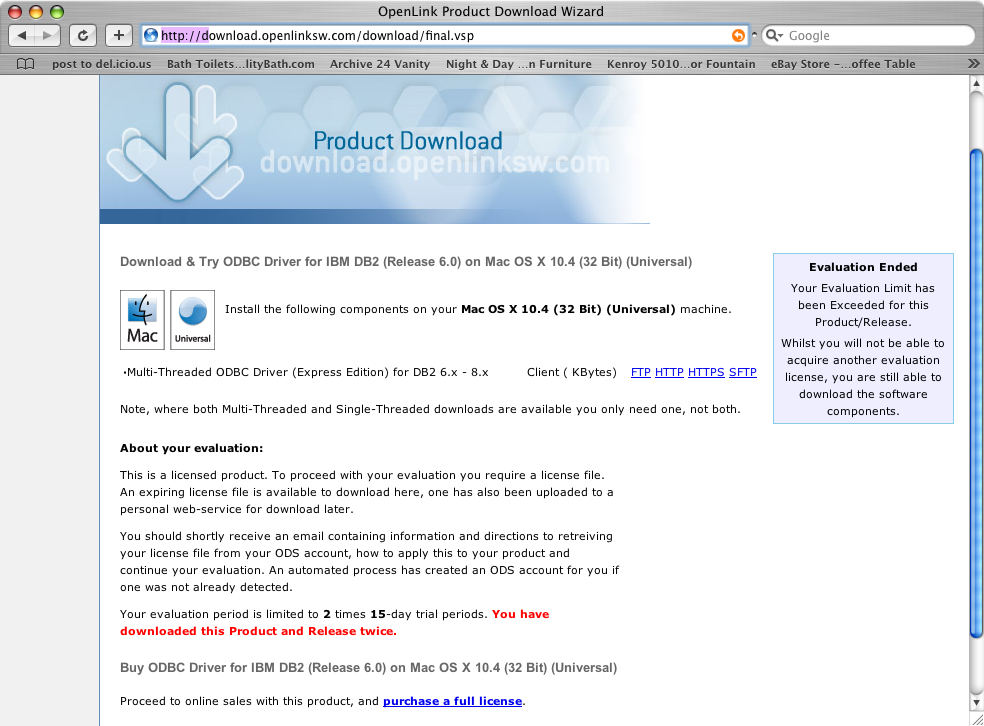 OpenLink Product Download Wizard
http://download.openlinksw.com/download/final.vsp
Google
post to del.icio.us Bath Toilets...lityBath.com Archive 24 Vanity Night & Day ...n Furniture Kenroy 5010...or Fountain eBay Store –...offee Table
Product Download
download.openlinksw.com
Download & Try ODBC Driver for IBM DB2 (Release 6.0) on Mac OS X 10.4 (32 Bit) (Universal)
Mac
Universal
Install the following components on your Mac OS X 10.4 (32 Bit) (Universal) machine.
·Multi-Threaded ODBC Driver (Express Edition) for DB2 6.x - 8.x Client ( KBytes) FTP HTTP HTTPS SFTP
Note, where both Multi-Threaded and Single-Threaded downloads are available you only need one, not both.
About your evaluation:
This is a licensed product. To proceed with your evaluation you require a license file.
An expiring license file is available to download here, one has also been uploaded to a
personal web-service for download later.
You should shortly receive an email containing information and directions to retreiving
your license file from your ODS account, how to apply this to your product and
continue your evaluation. An automated process has created an ODS account for you if
one was not already detected.
Your evaluation period is limited to 2 times 15-day trial periods. You have
downloaded this Product and Release twice.
Buy ODBC Driver for IBM DB2 (Release 6.0) on Mac OS X 10.4 (32 Bit) (Universal)
Proceed to online sales with this product, and purchase a full license.
Evaluation Ended
Your Evaluation Limit has
been Exceeded for this
Product/Release.
Whilst you will not be able to
acquire another evaluation
license, you are still able to
download the software
components.